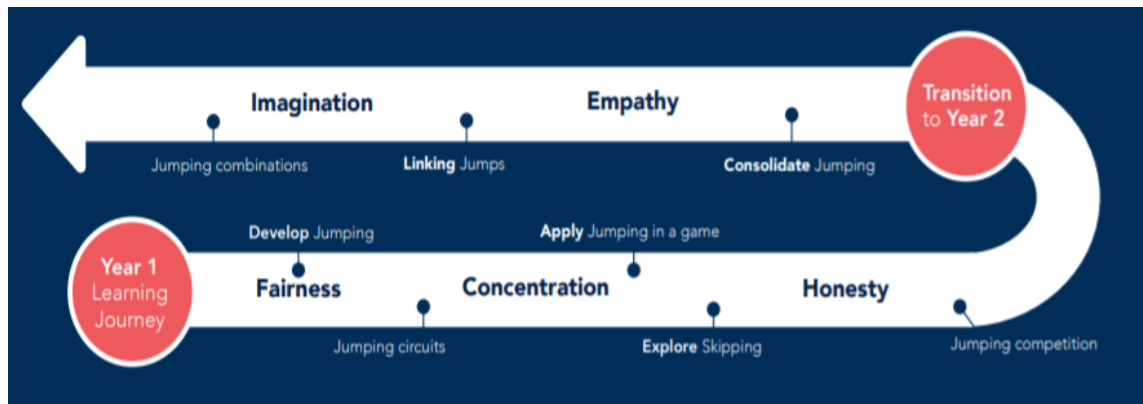 Imagination
Empathy
Transition
to Year 2
Jumping combinations
Linking Jumps
Consolidate Jumping
Develop Jumping
Apply Jumping in a game
Year 1
Learning
Journey
Fairness
Concentration
Honesty
Jumping circuits
Explore Skipping
Jumping competition